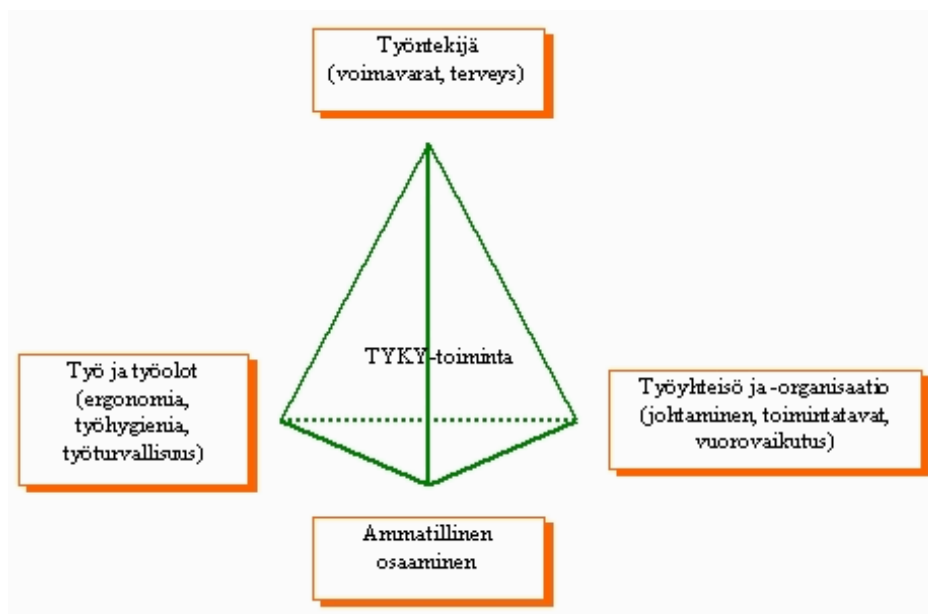 Työntekijä
(voimavarat, terveys)
TYKY-toiminta
Työ ja työolot
(ergonomia,
työhygienia,
työturvallisuus)
Työyhteisö ja -organisaatio
(johtaminen, toimintatavat,
vuorovaikutus)
Ammatillinen
osaaminen